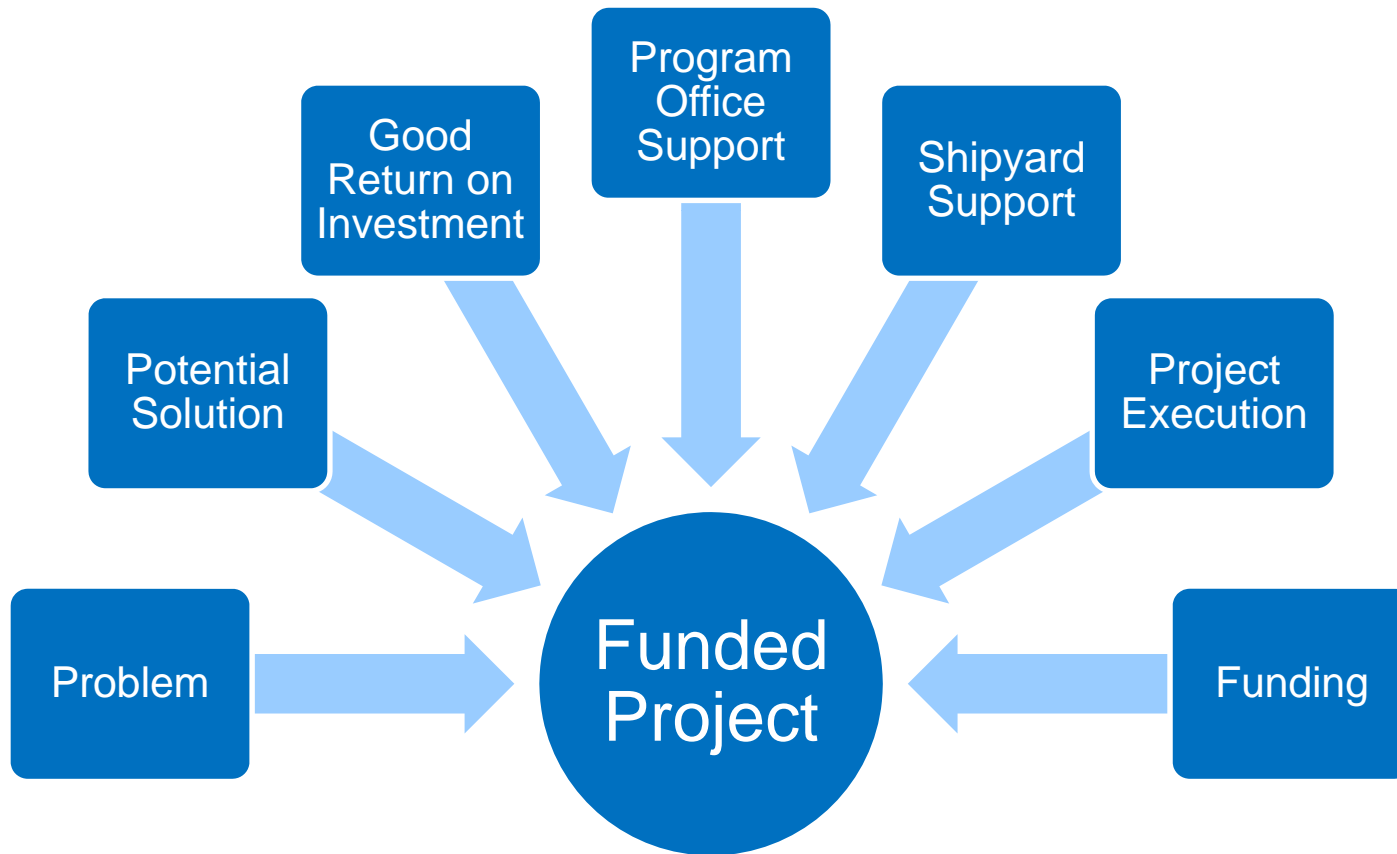 Program
Office
Support
Good
Return on
Investment
Shipyard
Support
Potential
Solution
Project
Execution
Problem
Funded
Project
Funding